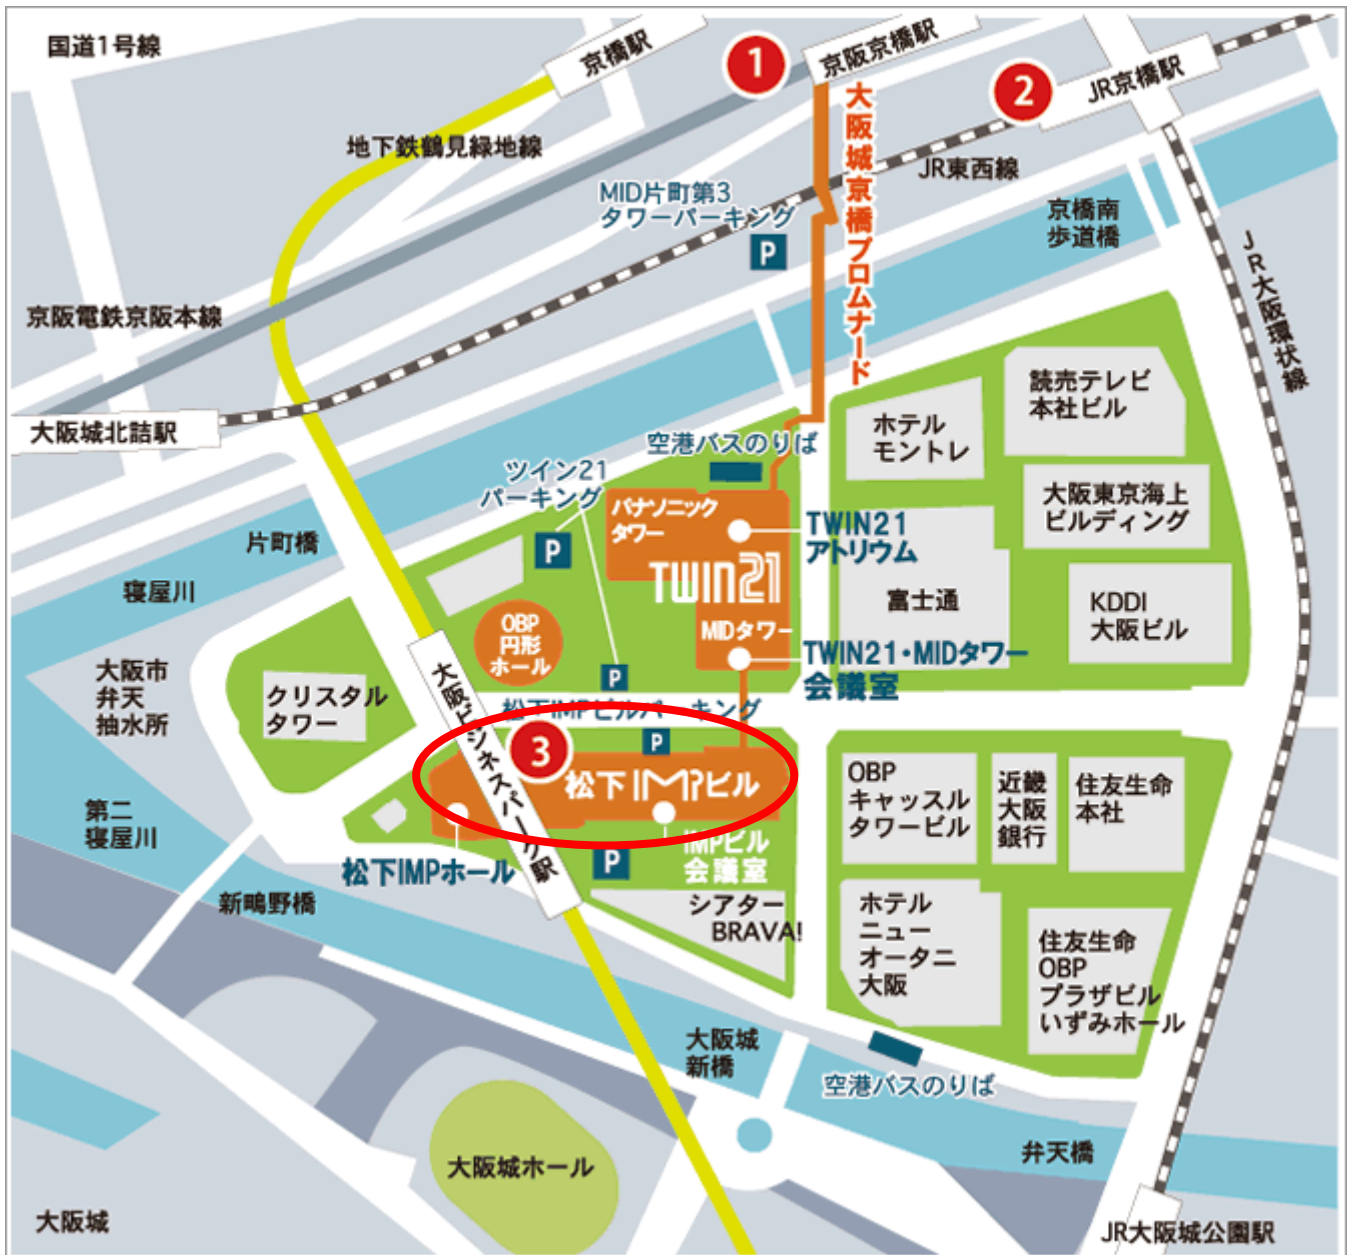 国道1号線
京橋駅
1
京阪京橋駅
2
JR京橋駅
地下鉄鶴見緑地線
大阪城京橋プロムナード
JR東西線
MID片町第3
タワーパーキング
P
京橋南
歩道橋
JR大阪環状線
京阪電鉄京阪本線
大阪城北詰駅
読売テレビ
本社ビル
ホテル
モントレ
空港バスのりば
ツイン21
パーキング
P
パナソニック
タワー
TWIN21
TWIN21
アトリウム
大阪東京海上
ビルディング
片町橋
寝屋川
富士通
KDDI
大阪ビル
OBP
円形
ホール
MIDタワー
TWIN21・MIDタワー
会議室
P
大阪市
弁天
抽水所
クリスタル
タワー
大阪ビジネスパーク駅
松下IMPビルパーキング
P
3
松下IMPビル
OBP
キャッスル
タワービル
近畿
大阪
銀行
住友生命
本社
第二
寝屋川
松下IMPホール
P
IMPビル
会議室
新鴫野橋
シアター
BRAVA!
ホテル
ニュー
オータニ
大阪
住友生命
OBP
プラザビル
いずみホール
大阪城
新橋
空港バスのりば
弁天橋
大阪城ホール
大阪城
JR大阪城公園駅